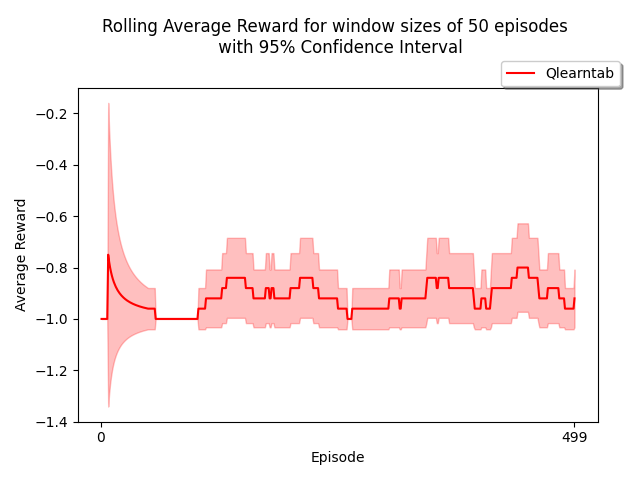 Rolling Average Reward for window sizes of 50 episodes
with 95% Confidence Interval
Qlearntab
−0.2
−0.4
−0.6
−0.8
−1.0
−1.2
−1.4
Average Reward
0
499
Episode